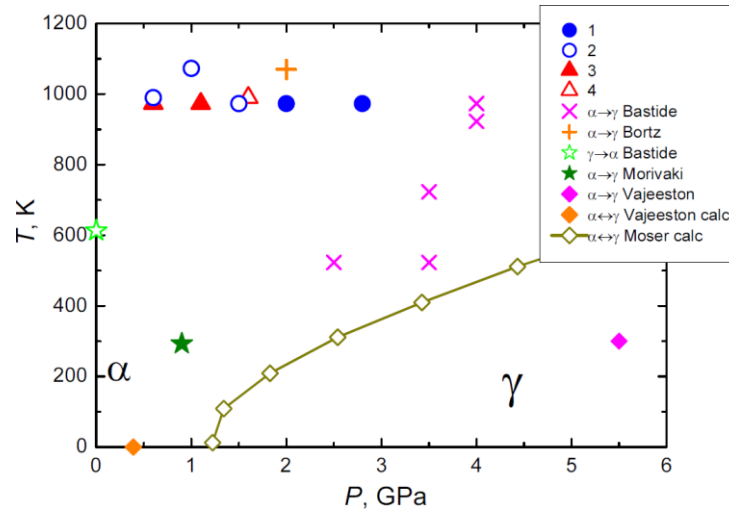 1200
1000
800
600
400
200
0
T, K
0
1
2
3
4
5
6
P, GPa
α
γ
1
2
3
4
α→γ Bastide
α→γ Bortz
γ→α Bastide
α→γ Morivaki
α→γ Vajeeston
α↔γ Vajeeston calc
α↔γ Moser calc